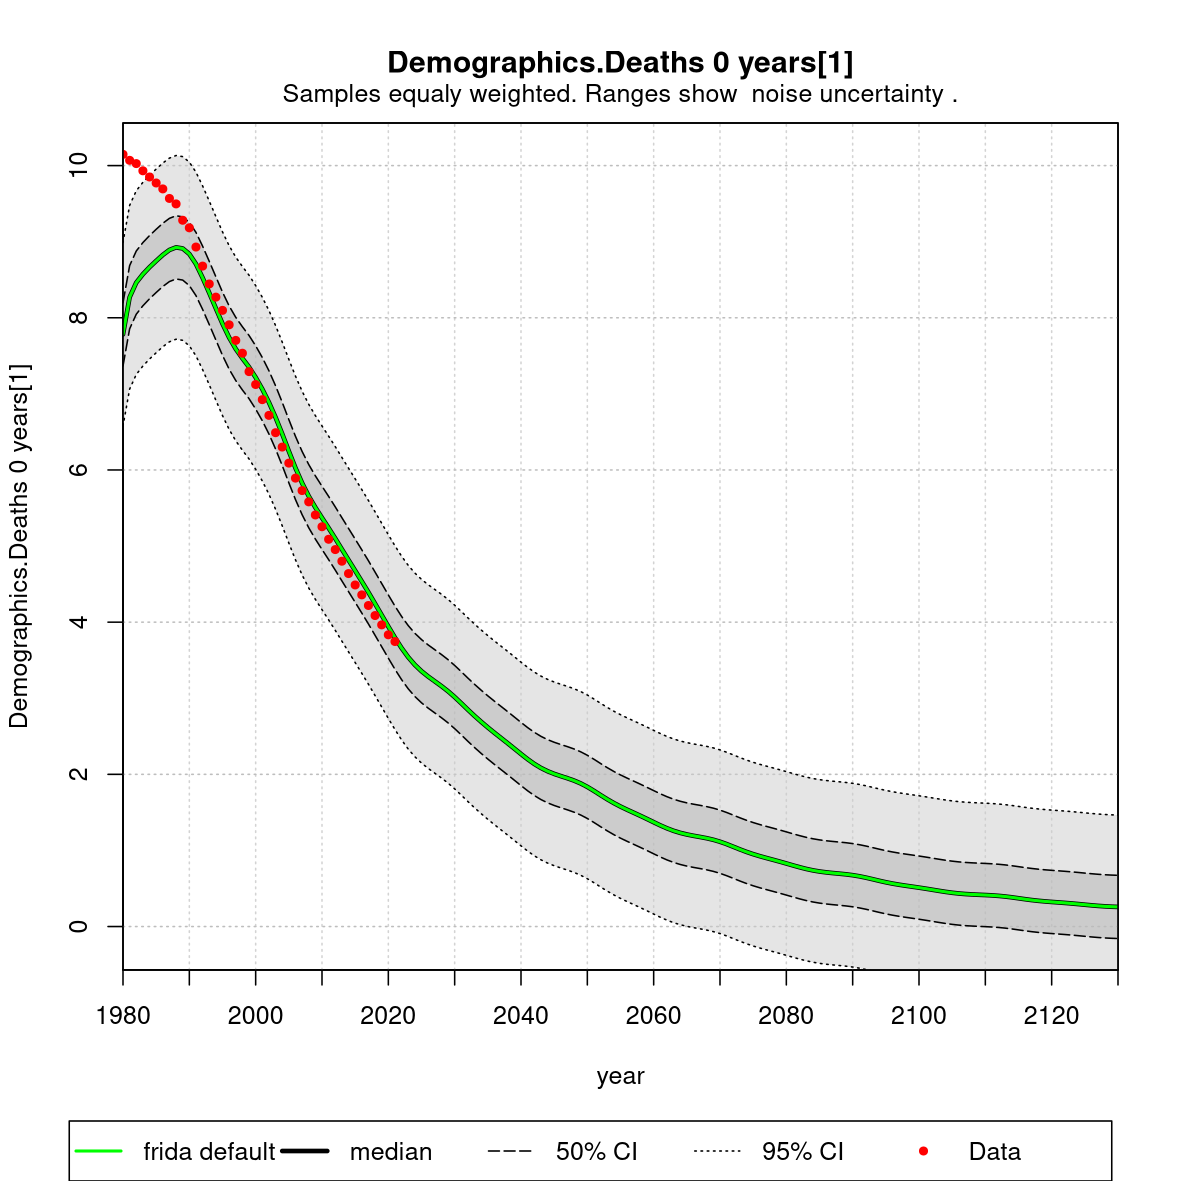 Demographics.Deaths 0 years[1]
Samples equaly weighted. Ranges show  noise uncertainty .
Demographics.Deaths 0 years[1]
10
8
6
4
2
0
1980 2000 2020 2040 2060 2080 2100 2120
year
frida default median 50% CI 95% CI Data